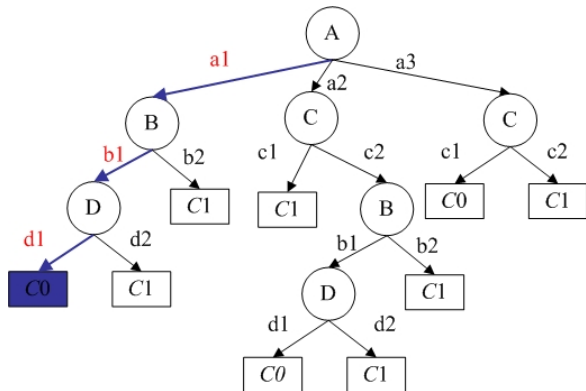 A
a1 a2 a3
B C C
b1 b2 c1 c2 c1 c2
D C1 C1 B C0 C1
d1 d2 b1 b2
C0 C1 D C1
d1 d2
C0 C1